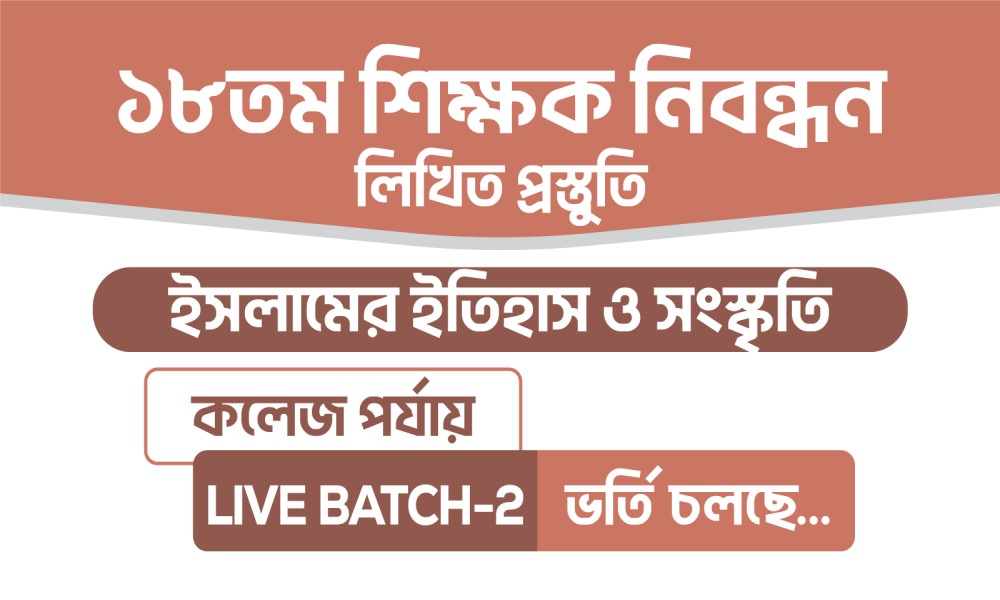 ১৮তম শিক্ষক নিবন্ধন
লিখিত প্রস্তুতি
ইসলামের ইতিহাস ও সংস্কৃতি
কলেজ পর্যায়
LIVE BATCH-2 ভর্তি চলছে...